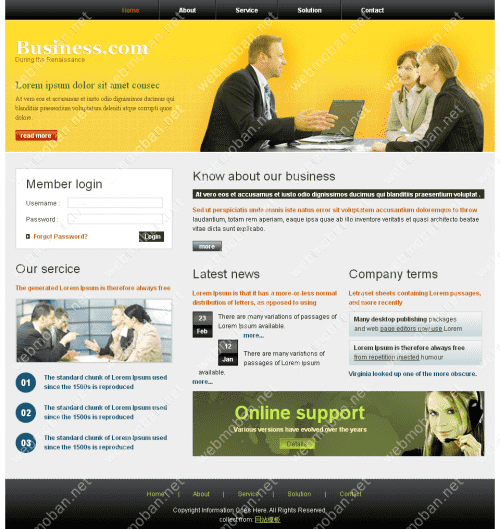 Home About Service Solution Contact
Business.com
During the Renaissance
Lorem ipsum dolor sit amet consec
At vero eos et accusamus et iusto odio dignissimos ducimus qui
blanditiis praesentium voluptatum deleniti atque corrupti quos
dolore.
read more
Member login
Username :
Password :
Forgot Password?
Login
Our sercice
The generated Lorem Ipsum is therefore always free
01
The standard chunk of Lorem Ipsum used
since the 1500s is reproduced
02
The standard chunk of Lorem Ipsum used
since the 1500s is reproduced
03
The standard chunk of Lorem Ipsum used
since the 1500s is reproduced
Know about our business
At vero eos et accusamus et iusto odio dignissimos ducimus qui blanditiis praesentium voluptat .
Sed ut perspiciatis unde omnis iste natus error sit voluptatem accusantium doloremque to throw
laudantium, totam rem aperiam, eaque ipsa quae ab illo inventore veritatis et quasi architecto beatae
vitae dicta sunt explicabo.
more
Latest news
Lorem Ipsum is that it has a more-or-less normal
distribution of letters, as opposed to using
23
Feb
There are many variations of passages of
Lorem Ipsum available.
more...
12
Jan
There are many variations of
passages of Lorem Ipsum
available.
more...
Company terms
Letraset sheets containing Lorem passages,
and more recently
Many desktop publishing packages
and web page editors now use Lorem
Lorem Ipsum is therefore always free
from repetition injected humour
Virginia looked up one of the more obscure.
Online support
Various versions have evolved over the years
Details
Home | About | Service | Solution | Contact
Copyright Information Goes Here. All Rights Reserved.
collect from: 网站模板
webmoban.net